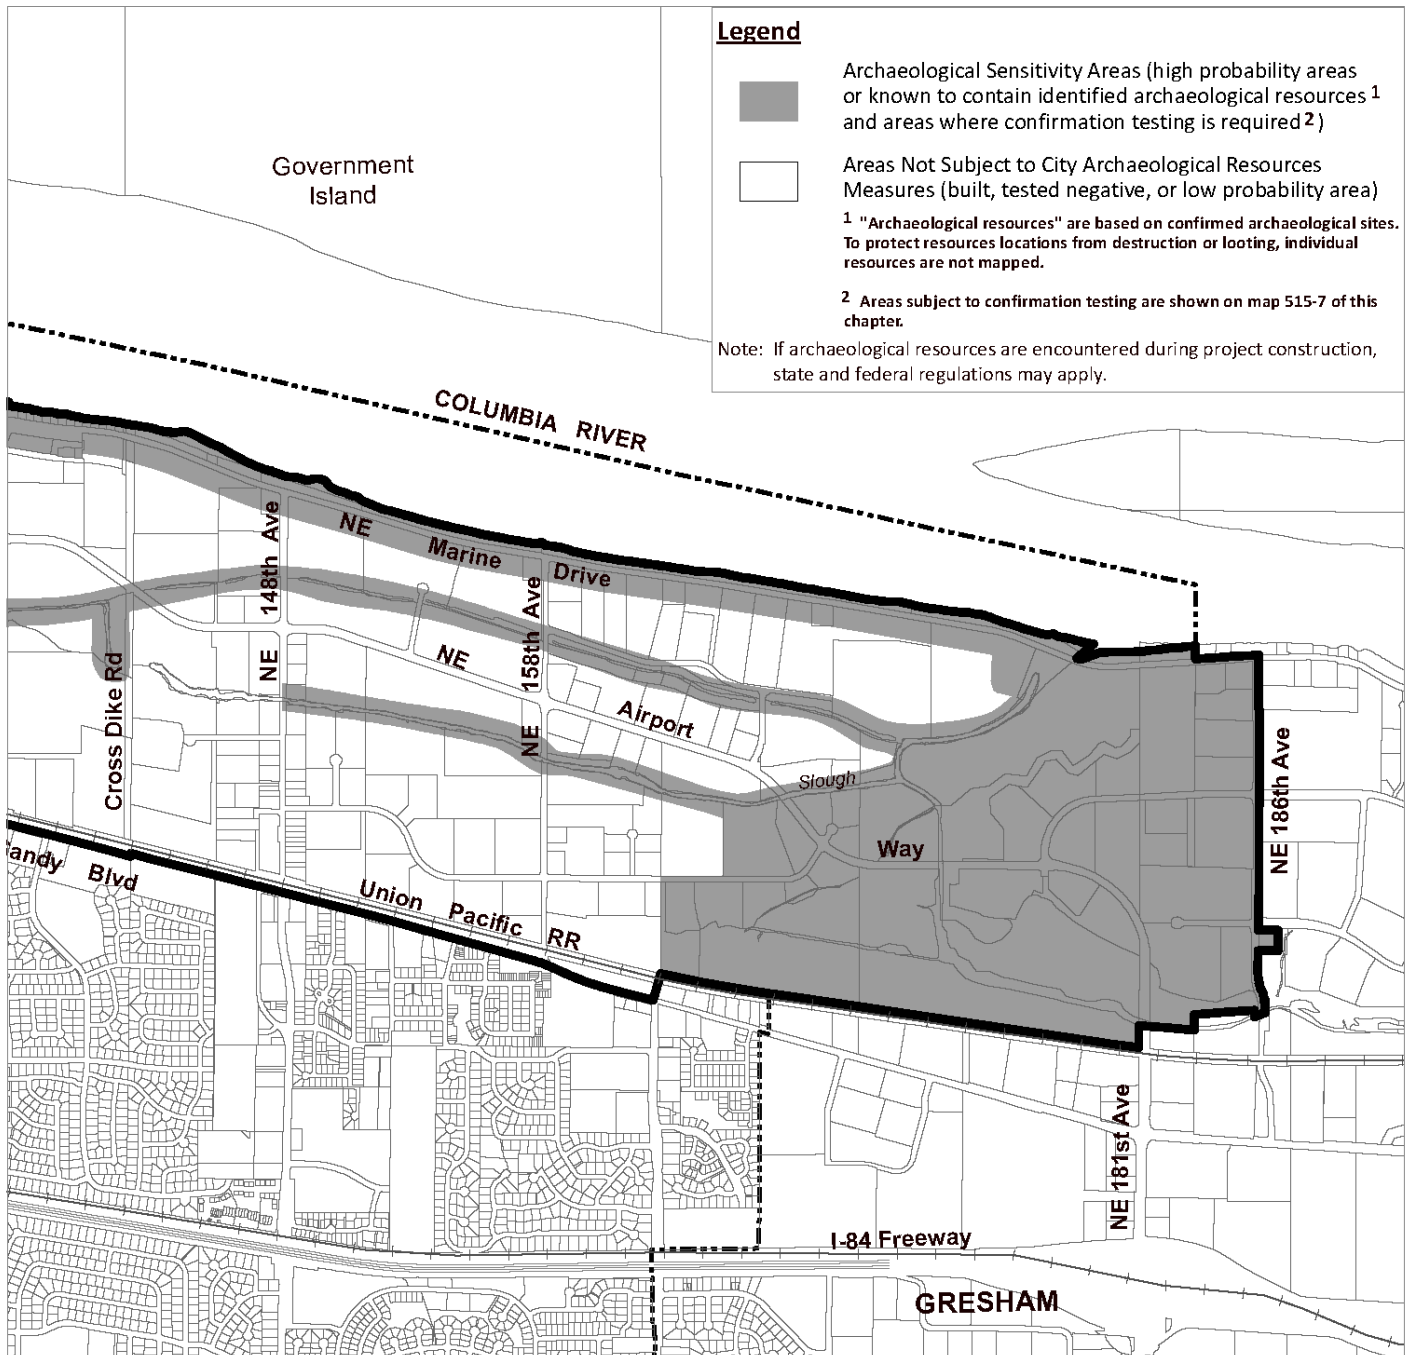 Legend
Archaeological Sensitivity Areas (high probability areas
or known to contain identified archaeological resources 1
and areas where confirmation testing is required 2 )
Areas Not Subject to City Archaeological Resources
Measures (built, tested negative, or low probability area)
1 "Archaeological resources" are based on confirmed archaeological sites.
To protect resources locations from destruction or looting, individual
resources are not mapped.
2 Areas subject to confirmation testing are shown on map 515-7 of this
chapter.
Note: If archaeological resources are encountered during project construction,
state and federal regulations may apply.
Government
Island
COLUMBIA RIVER
NE Marine Drive
NE 148th Ave
NE 158th Ave
Cross Dike Rd
NE Airport Way
Slough
NE 186th Ave
andy Blvd
Union Pacific RR
NE 181st Ave
I-84 Freeway
GRESHAM